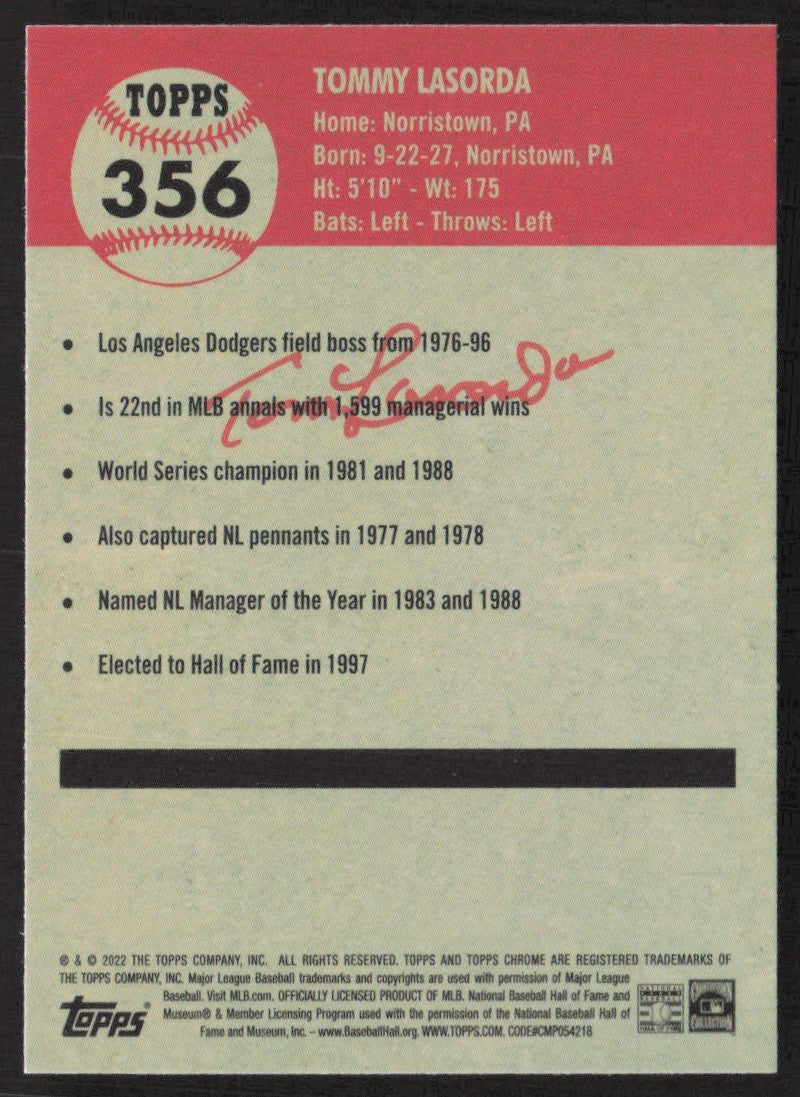 TOPPS
356
TOMMY LASORDA
Home: Norristown, PA
Born: 9-22-27, Norristown, PA
Ht: 5'10" - Wt: 175
Bats: Left - Throws: Left
• Los Angeles Dodgers field boss from 1976-96
Tom Lasorda
• Is 22nd in MLB annals with 1,599 managerial wins
• World Series champion in 1981 and 1988
• Also captured NL pennants in 1977 and 1978
• Named NL Manager of the Year in 1983 and 1988
• Elected to Hall of Fame in 1997
® & © 2022 THE TOPPS COMPANY, INC. ALL RIGHTS RESERVED. TOPPS AND TOPPS CHROME ARE REGISTERED TRADEMARKS OF
THE TOPPS COMPANY, INC. Major League Baseball trademarks and copyrights are used with permission of Major League
Baseball. Visit MLB.com. OFFICIALLY LICENSED PRODUCT OF MLB. National Baseball Hall of Fame and
Museum® & Member Licensing Program used with the permission of the National Baseball Hall of
Fame and Museum, Inc. – www.BaseballHall.org. WWW.TOPPS.COM. CODE#CMP054218
Topps®